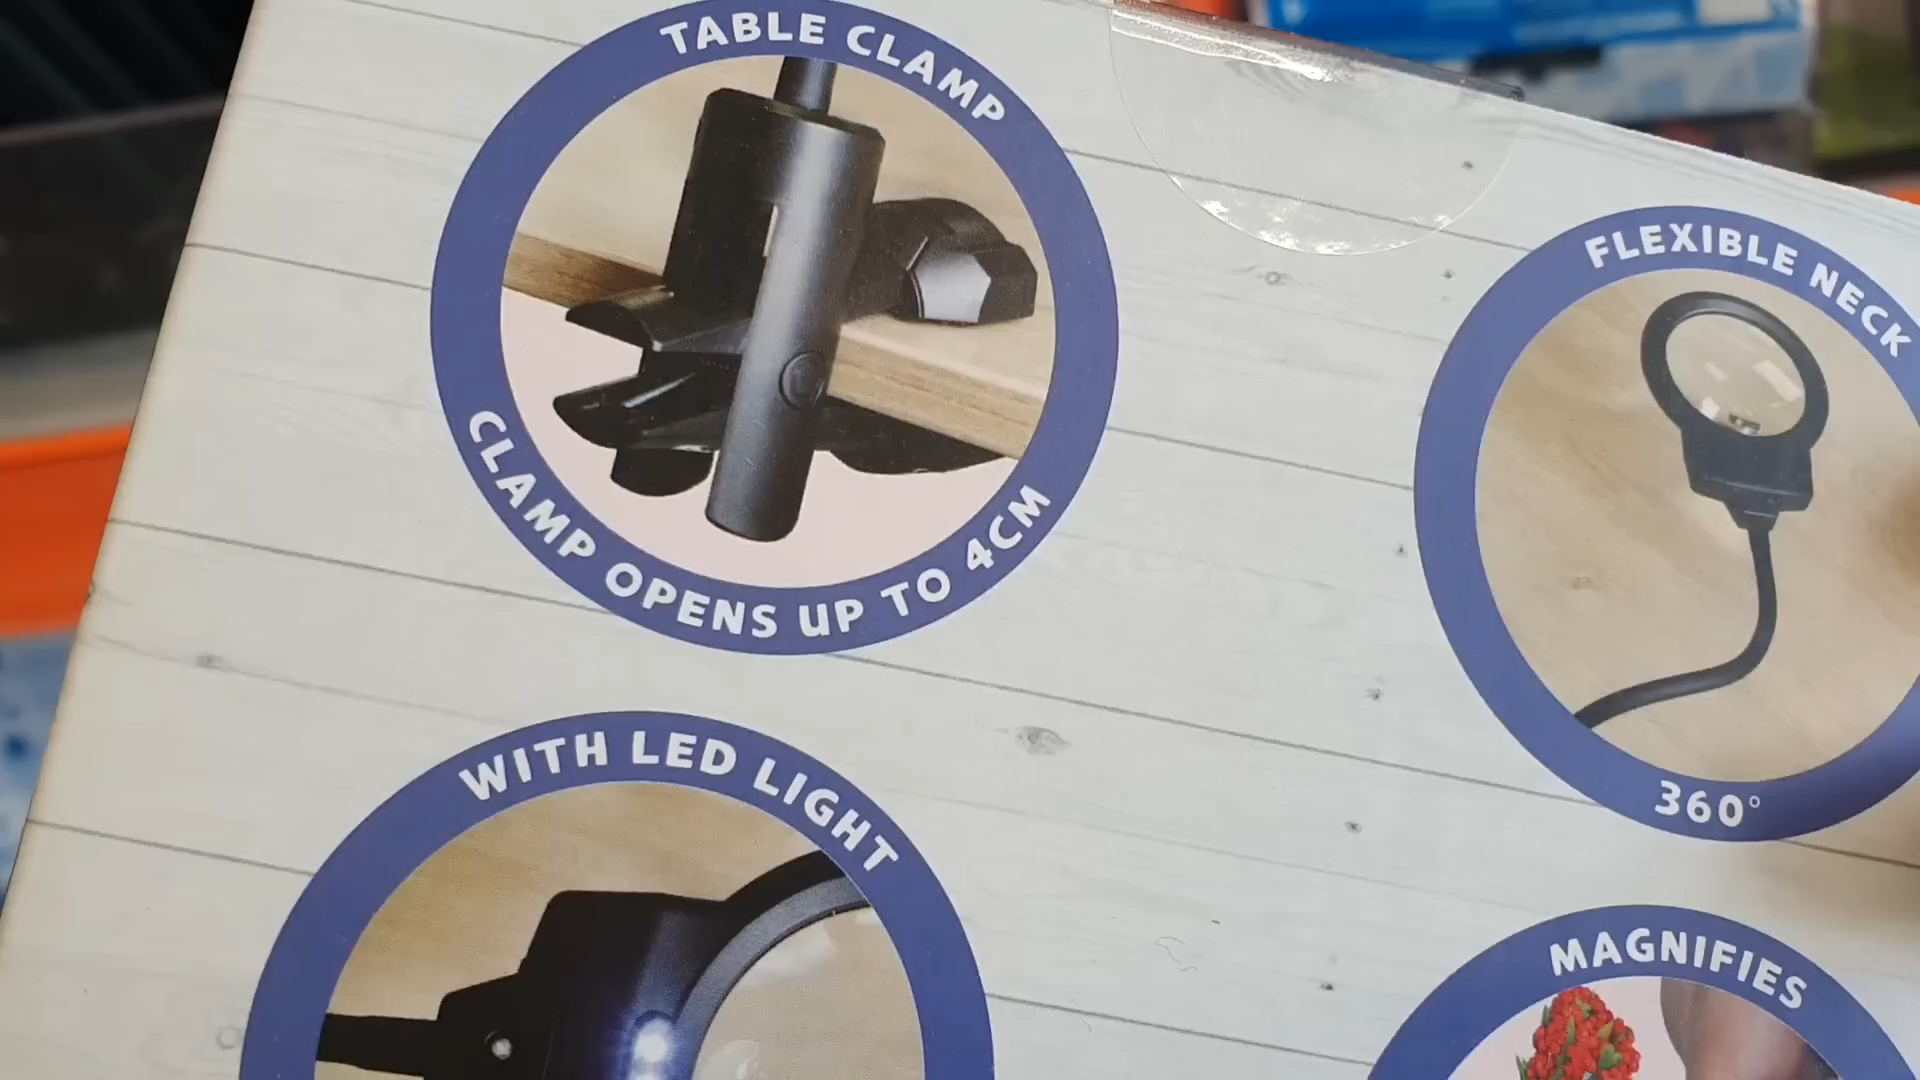 TABLE CLAMP
CLAMP OPENS UP TO 4CM
FLEXIBLE NECK
360°
WITH LED LIGHT
MAGNIFIES